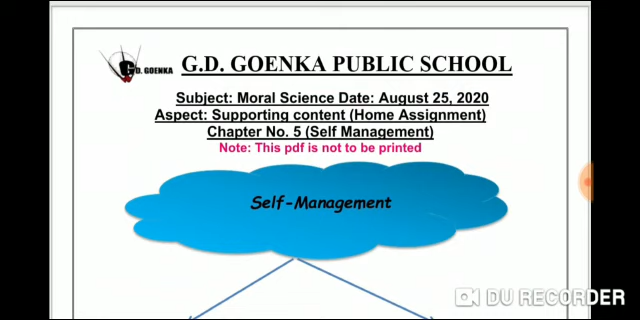 G.D. GOENKA
G.D. GOENKA PUBLIC SCHOOL
Subject: Moral Science Date: August 25, 2020
Aspect: Supporting content (Home Assignment)
Chapter No. 5 (Self Management)
Note: This pdf is not to be printed
Self-Management
DU RECORDER